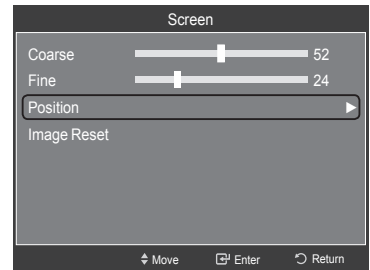 Screen
Coarse 52
Fine 24
Position
Image Reset
Move Enter Return